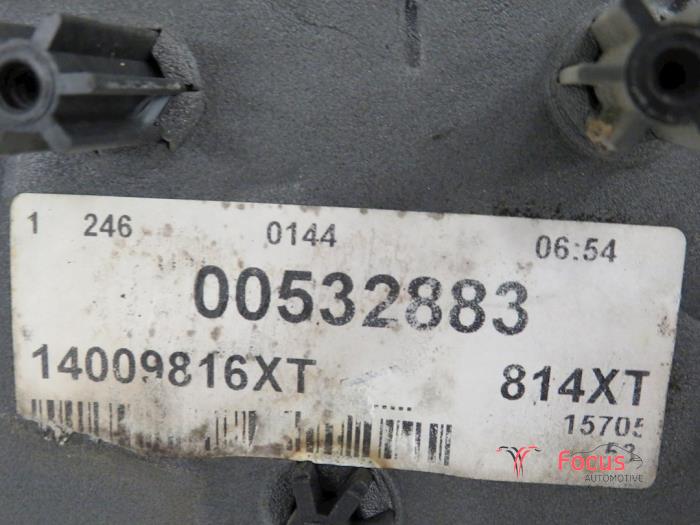 1 246 0144 06:54
00532883
14009816XT 814XT
15705
Focus
AUTOMOTIVE